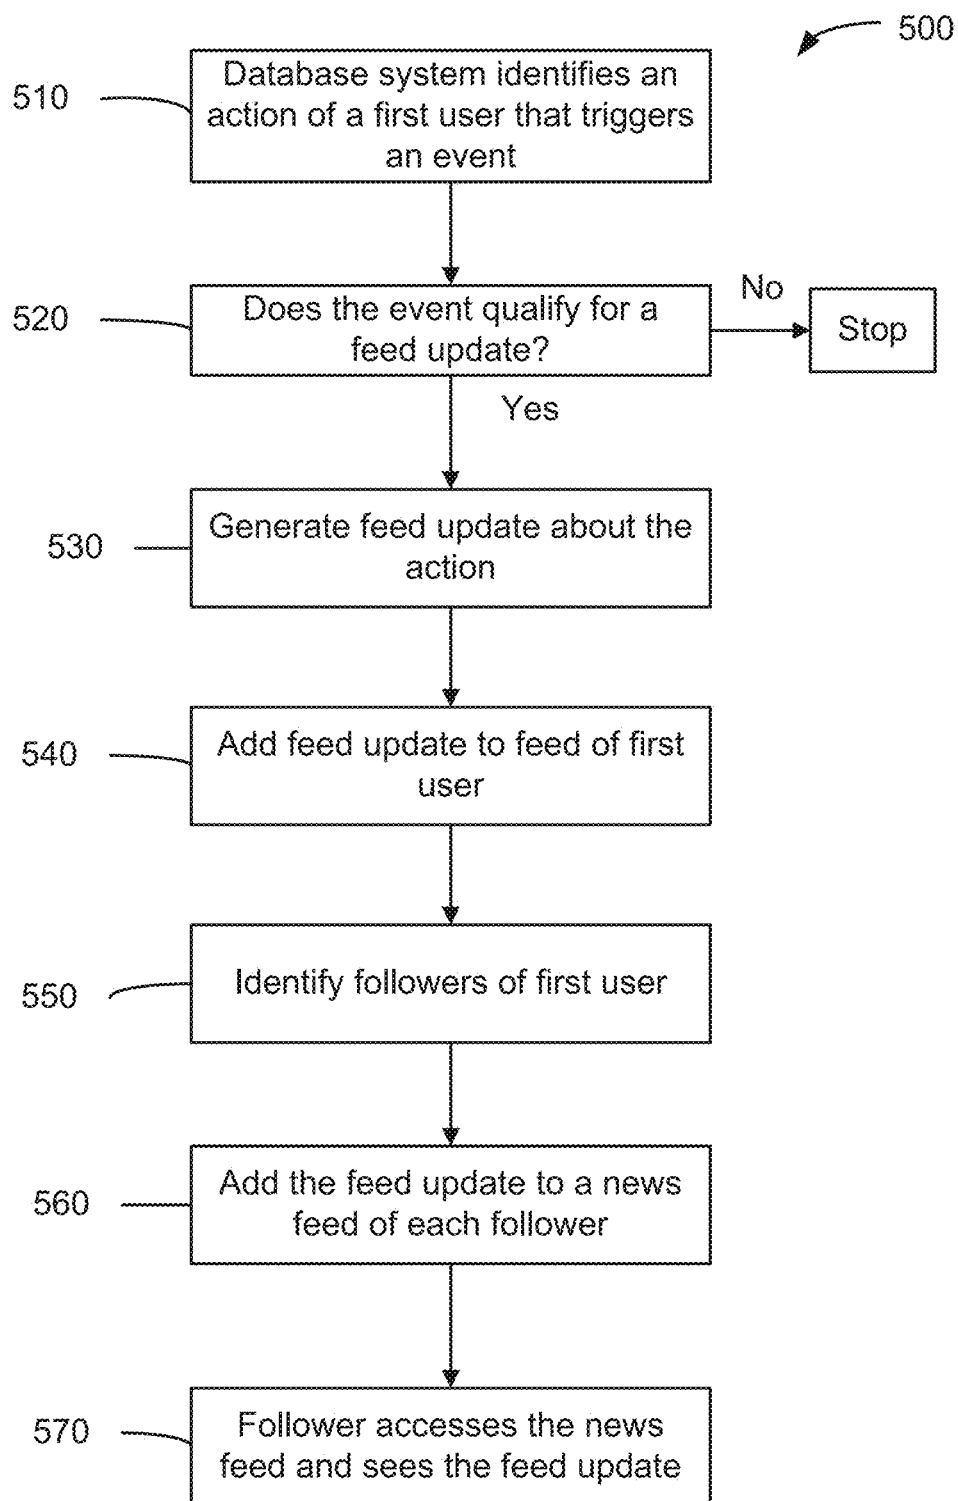 500
510
Database system identifies an
action of a first user that triggers
an event
520
Does the event qualify for a
feed update?
No
Stop
Yes
530
Generate feed update about the
action
540
Add feed update to feed of first
user
550
Identify followers of first user
560
Add the feed update to a news
feed of each follower
570
Follower accesses the news
feed and sees the feed update